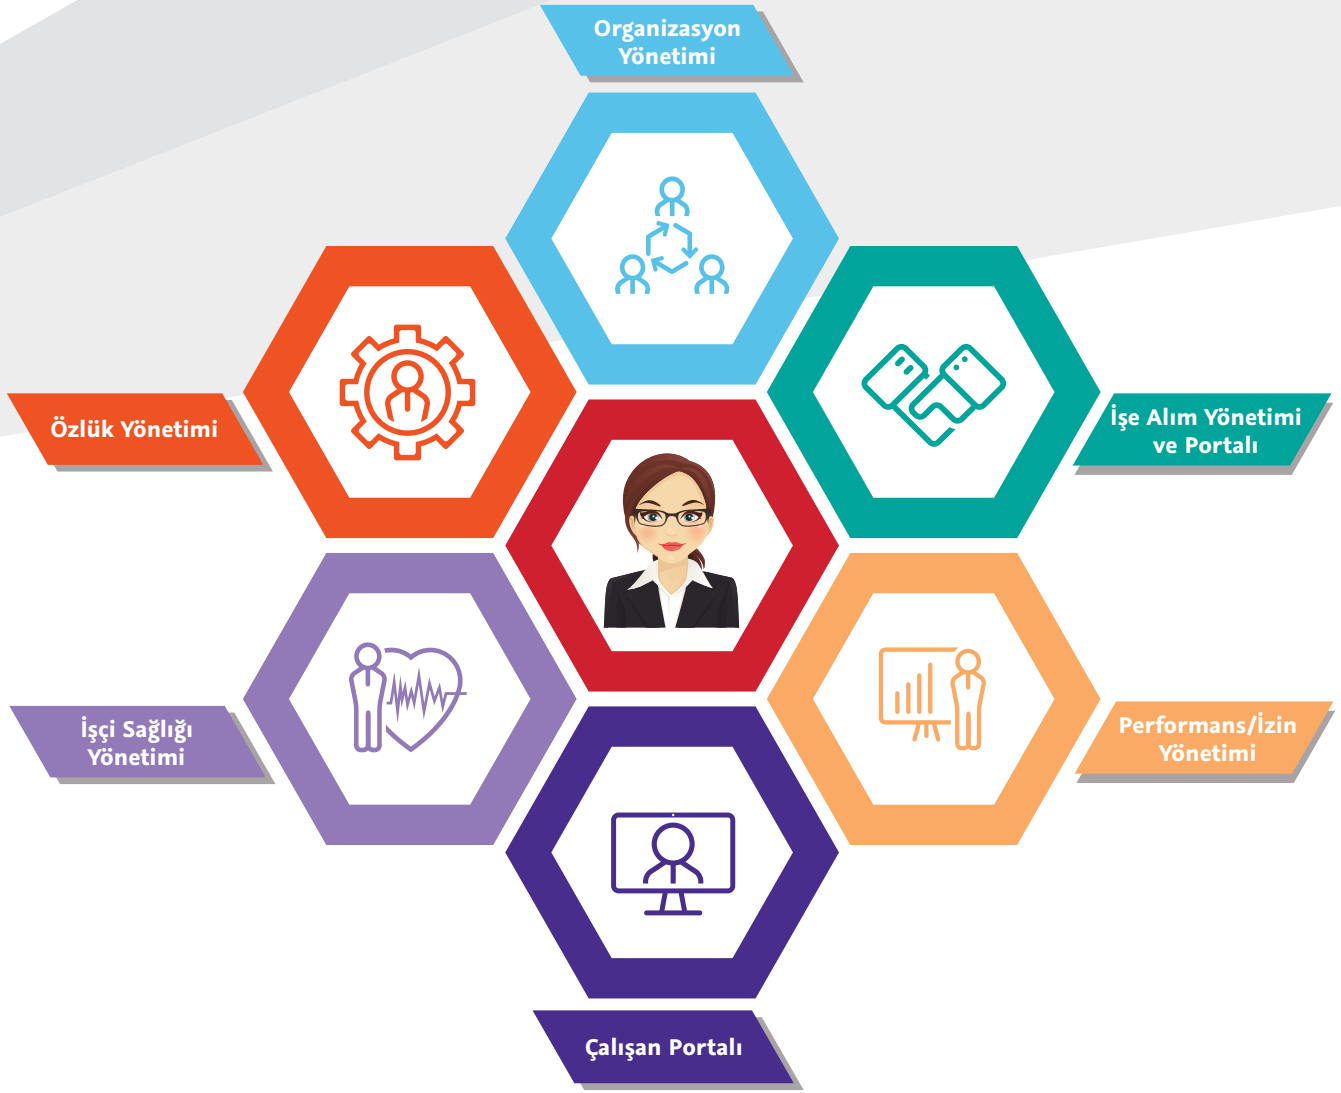 Organizasyon
Yönetimi
Özlük Yönetimi
İşe Alım Yönetimi
ve Portalı
İşçi Sağlığı
Yönetimi
Performans/İzin
Yönetimi
Çalışan Portalı